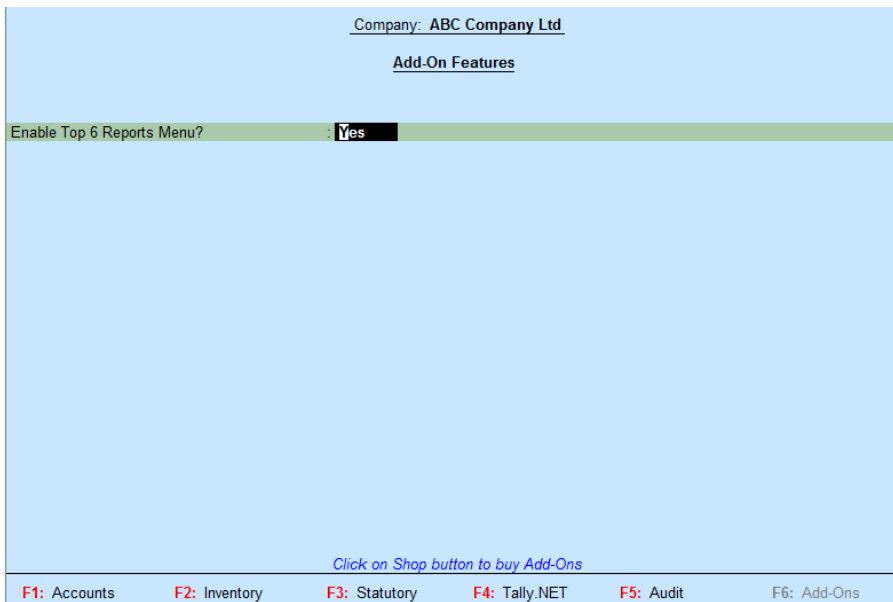 Company: ABC Company Ltd
Add-On Features
Enable Top 6 Reports Menu? : Yes
Click on Shop button to buy Add-Ons
F1: Accounts F2: Inventory F3: Statutory F4: Tally.NET F5: Audit F6: Add-Ons